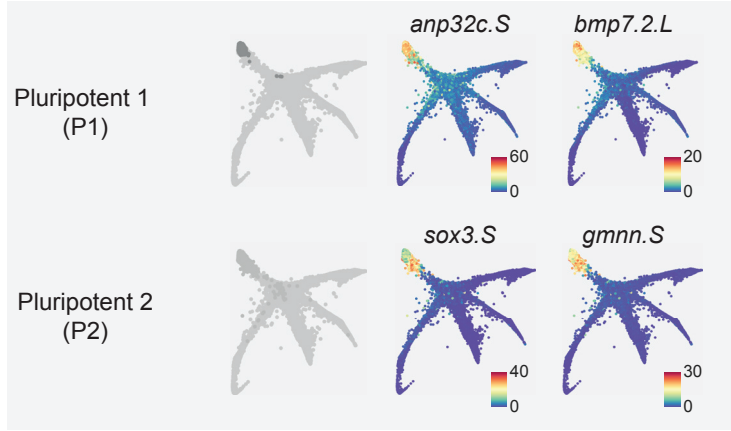 anp32c.S bmp7.2.L
Pluripotent 1
(P1)
60 20
0 0
sox3.S gmnn.S
Pluripotent 2
(P2)
40 30
0 0